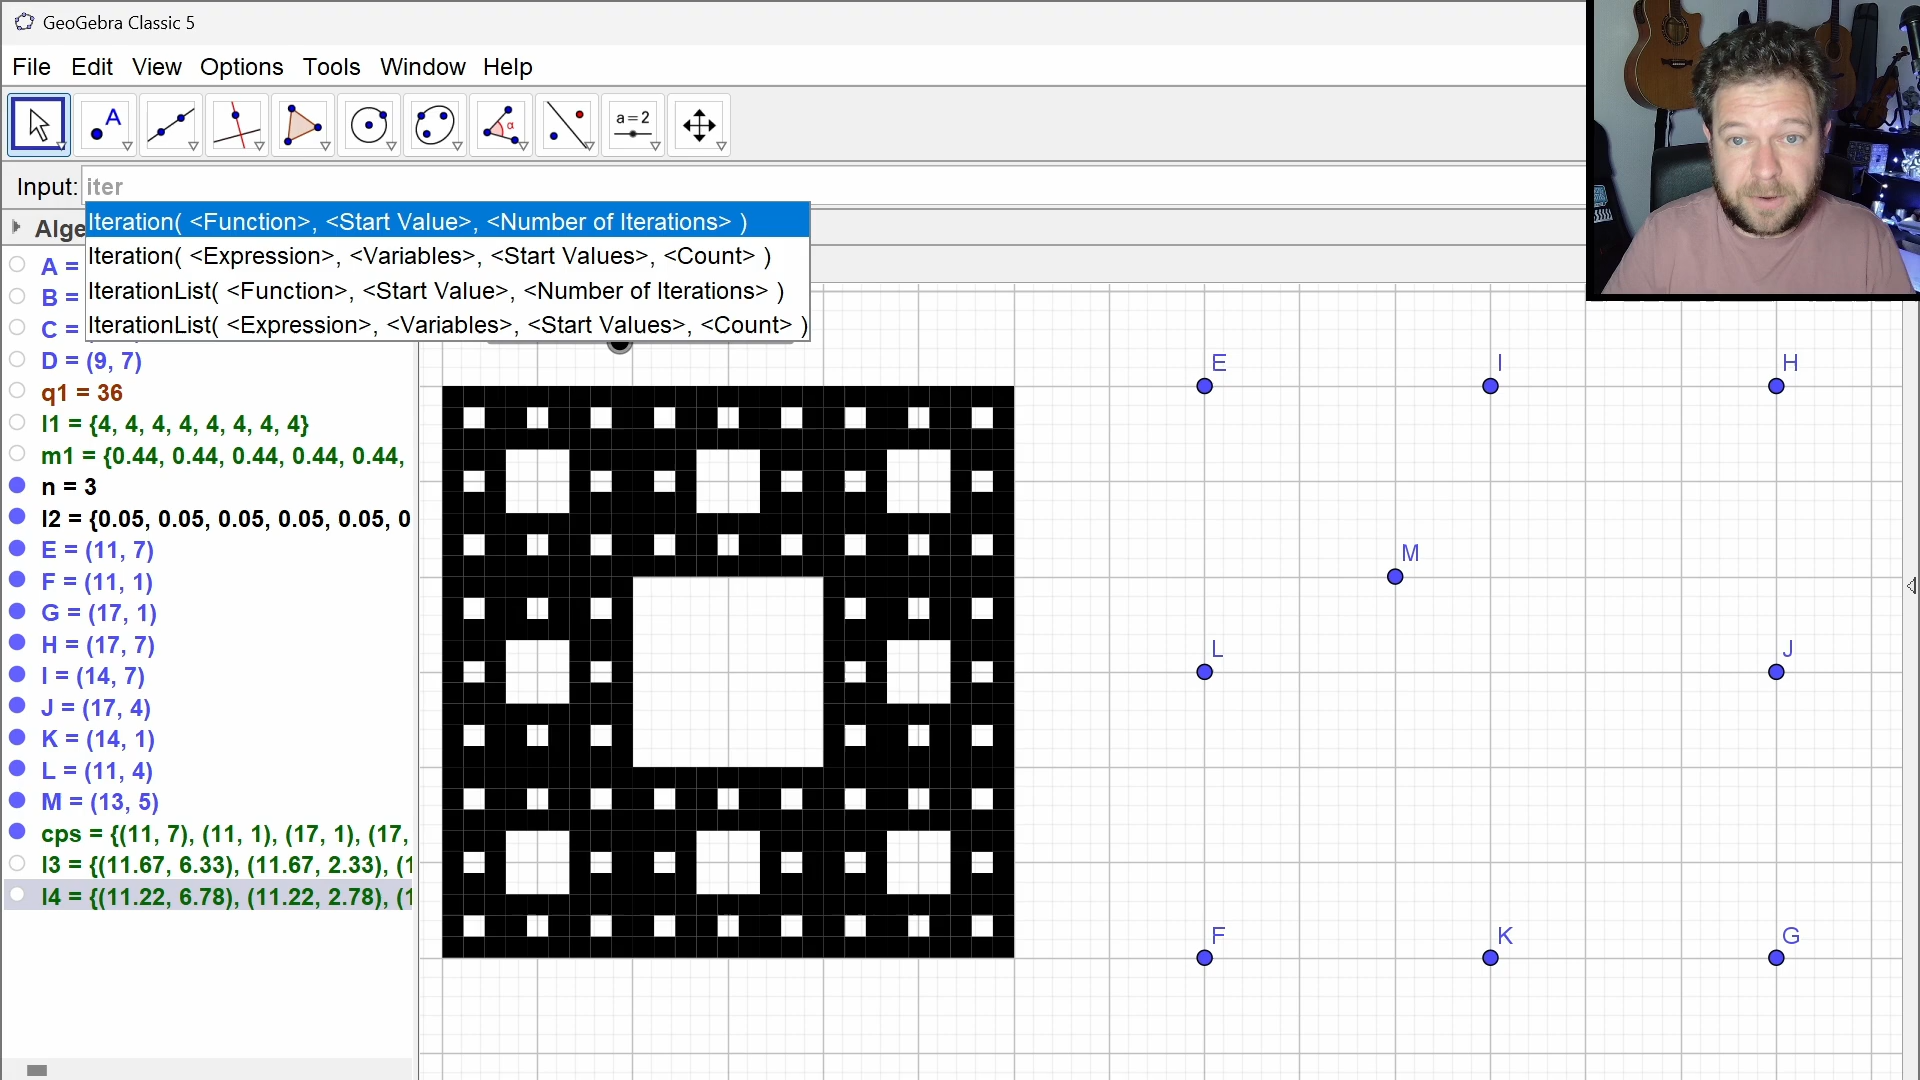 GeoGebra Classic 5
File Edit View Options Tools Window Help
A
α
a=2
Input: iter
Iteration( <Function>, <Start Value>, <Number of Iterations> )
Iteration( <Expression>, <Variables>, <Start Values>, <Count> )
IterationList( <Function>, <Start Value>, <Number of Iterations> )
IterationList( <Expression>, <Variables>, <Start Values>, <Count> )
Alge
A =
B =
C =
D = (9, 7)
q1 = 36
l1 = {4, 4, 4, 4, 4, 4, 4, 4}
m1 = {0.44, 0.44, 0.44, 0.44, 0.44,
n = 3
l2 = {0.05, 0.05, 0.05, 0.05, 0.05, 0
E = (11, 7)
F = (11, 1)
G = (17, 1)
H = (17, 7)
I = (14, 7)
J = (17, 4)
K = (14, 1)
L = (11, 4)
M = (13, 5)
cps = {(11, 7), (11, 1), (17, 1), (17,
l3 = {(11.67, 6.33), (11.67, 2.33), (1
l4 = {(11.22, 6.78), (11.22, 2.78), (1
E I H
M
L J
F K G